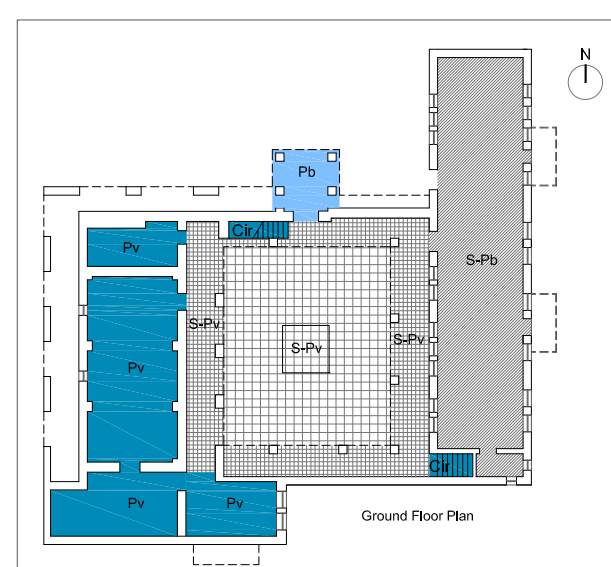 N
Pb
Cir
Pv
S-Pb
S-Pv
S-Pv
S-Pv
Pv
Cir
Pv
Pv
Ground Floor Plan